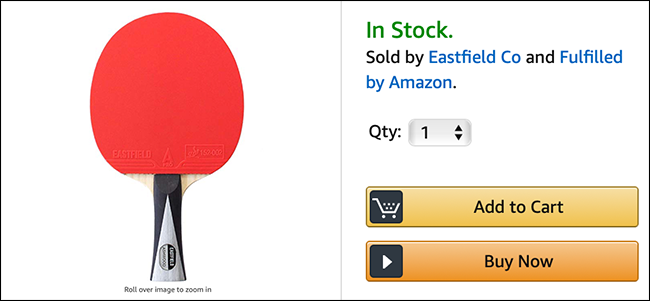 EASTFIELD
EASTFIELD
Roll over image to zoom in
In Stock.
Sold by Eastfield Co and Fulfilled
by Amazon.
Qty: 1
Add to Cart
Buy Now